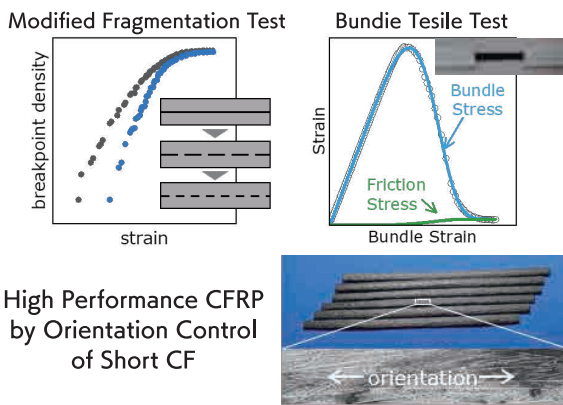 Modified Fragmentation Test
breakpoint density
strain
Bundie Tesile Test
Strain
Bundle
Stress
Friction
Stress
Bundle Strain
High Performance CFRP
by Orientation Control
of Short CF
orientation